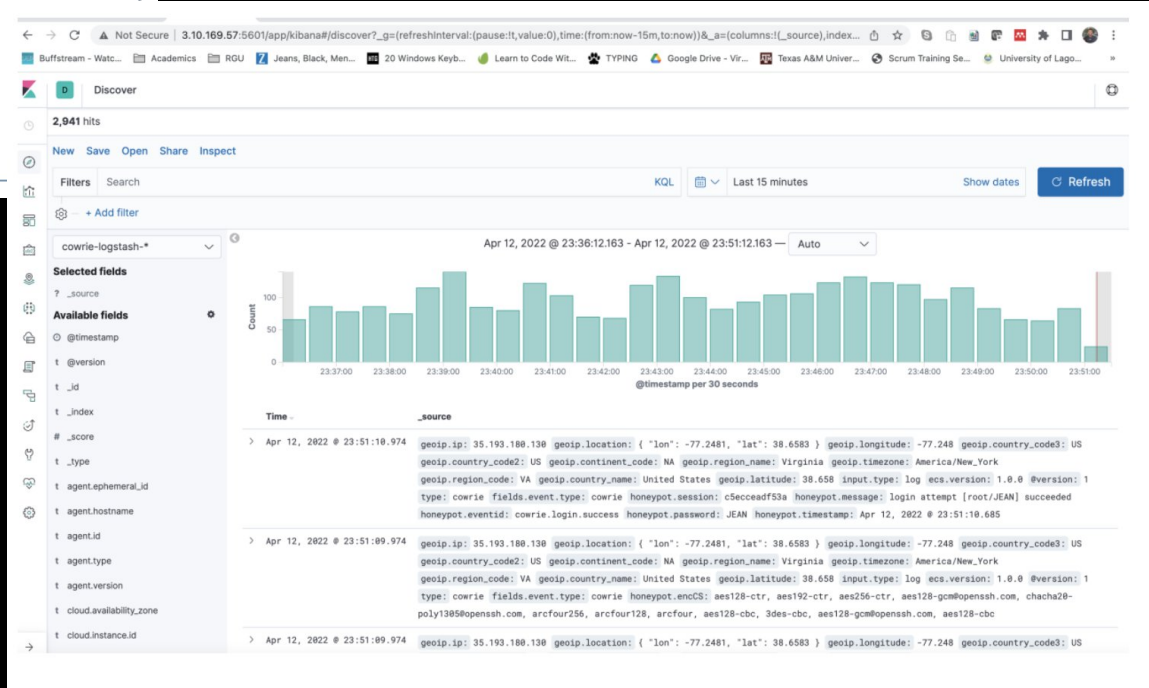 Not Secure | 3.10.169.57:5601/app/kibana#/discover?_g=(refreshInterval:(pause:!t,value:0),time:(from:now-15m,to:now))&_a=(columns:!(_source),index...
Buffstream - Watc... Academics RGU Jeans, Black, Men... 20 Windows Keyb... Learn to Code Wit... TYPING Google Drive - Vir... Texas A&M Univer... Scrum Training Se... University of Lago... »
D Discover
2,941 hits
New Save Open Share Inspect
Filters Search KQL Last 15 minutes Show dates Refresh
+ Add filter
cowrie-logstash-* Apr 12, 2022 @ 23:36:12.163 - Apr 12, 2022 @ 23:51:12.163 — Auto
Selected fields
? _source
Available fields
@timestamp
t @version
t _id
t _index
# _score
t _type
t agent.ephemeral_id
t agent.hostname
t agent.id
t agent.type
t agent.version
t cloud.availability_zone
t cloud.instance.id
Count
100
50
0
23:37:00 23:38:00 23:39:00 23:40:00 23:41:00 23:42:00 23:43:00 23:44:00 23:45:00 23:46:00 23:47:00 23:48:00 23:49:00 23:50:00 23:51:00
@timestamp per 30 seconds
Time _source
Apr 12, 2022 @ 23:51:10.974 geoip.ip: 35.193.180.130 geoip.location: { "lon": -77.2481, "lat": 38.6583 } geoip.longitude: -77.248 geoip.country_code3: US
geoip.country_code2: US geoip.continent_code: NA geoip.region_name: Virginia geoip.timezone: America/New_York
geoip.region_code: VA geoip.country_name: United States geoip.latitude: 38.658 input.type: log ecs.version: 1.0.0 @version: 1
type: cowrie fields.event.type: cowrie honeypot.session: c5ecceadf53a honeypot.message: login attempt [root/JEAN] succeeded
honeypot.eventid: cowrie.login.success honeypot.password: JEAN honeypot.timestamp: Apr 12, 2022 @ 23:51:10.685
Apr 12, 2022 @ 23:51:09.974 geoip.ip: 35.193.180.130 geoip.location: { "lon": -77.2481, "lat": 38.6583 } geoip.longitude: -77.248 geoip.country_code3: US
geoip.country_code2: US geoip.continent_code: NA geoip.region_name: Virginia geoip.timezone: America/New_York
geoip.region_code: VA geoip.country_name: United States geoip.latitude: 38.658 input.type: log ecs.version: 1.0.0 @version: 1
type: cowrie fields.event.type: cowrie honeypot.encCS: aes128-ctr, aes192-ctr, aes256-ctr, aes128-gcm@openssh.com, chacha20-
poly1305@openssh.com, arcfour256, arcfour128, arcfour, aes128-cbc, 3des-cbc, aes128-gcm@openssh.com, aes128-cbc
Apr 12, 2022 @ 23:51:09.974 geoip.ip: 35.193.180.130 geoip.location: { "lon": -77.2481, "lat": 38.6583 } geoip.longitude: -77.248 geoip.country_code3: US